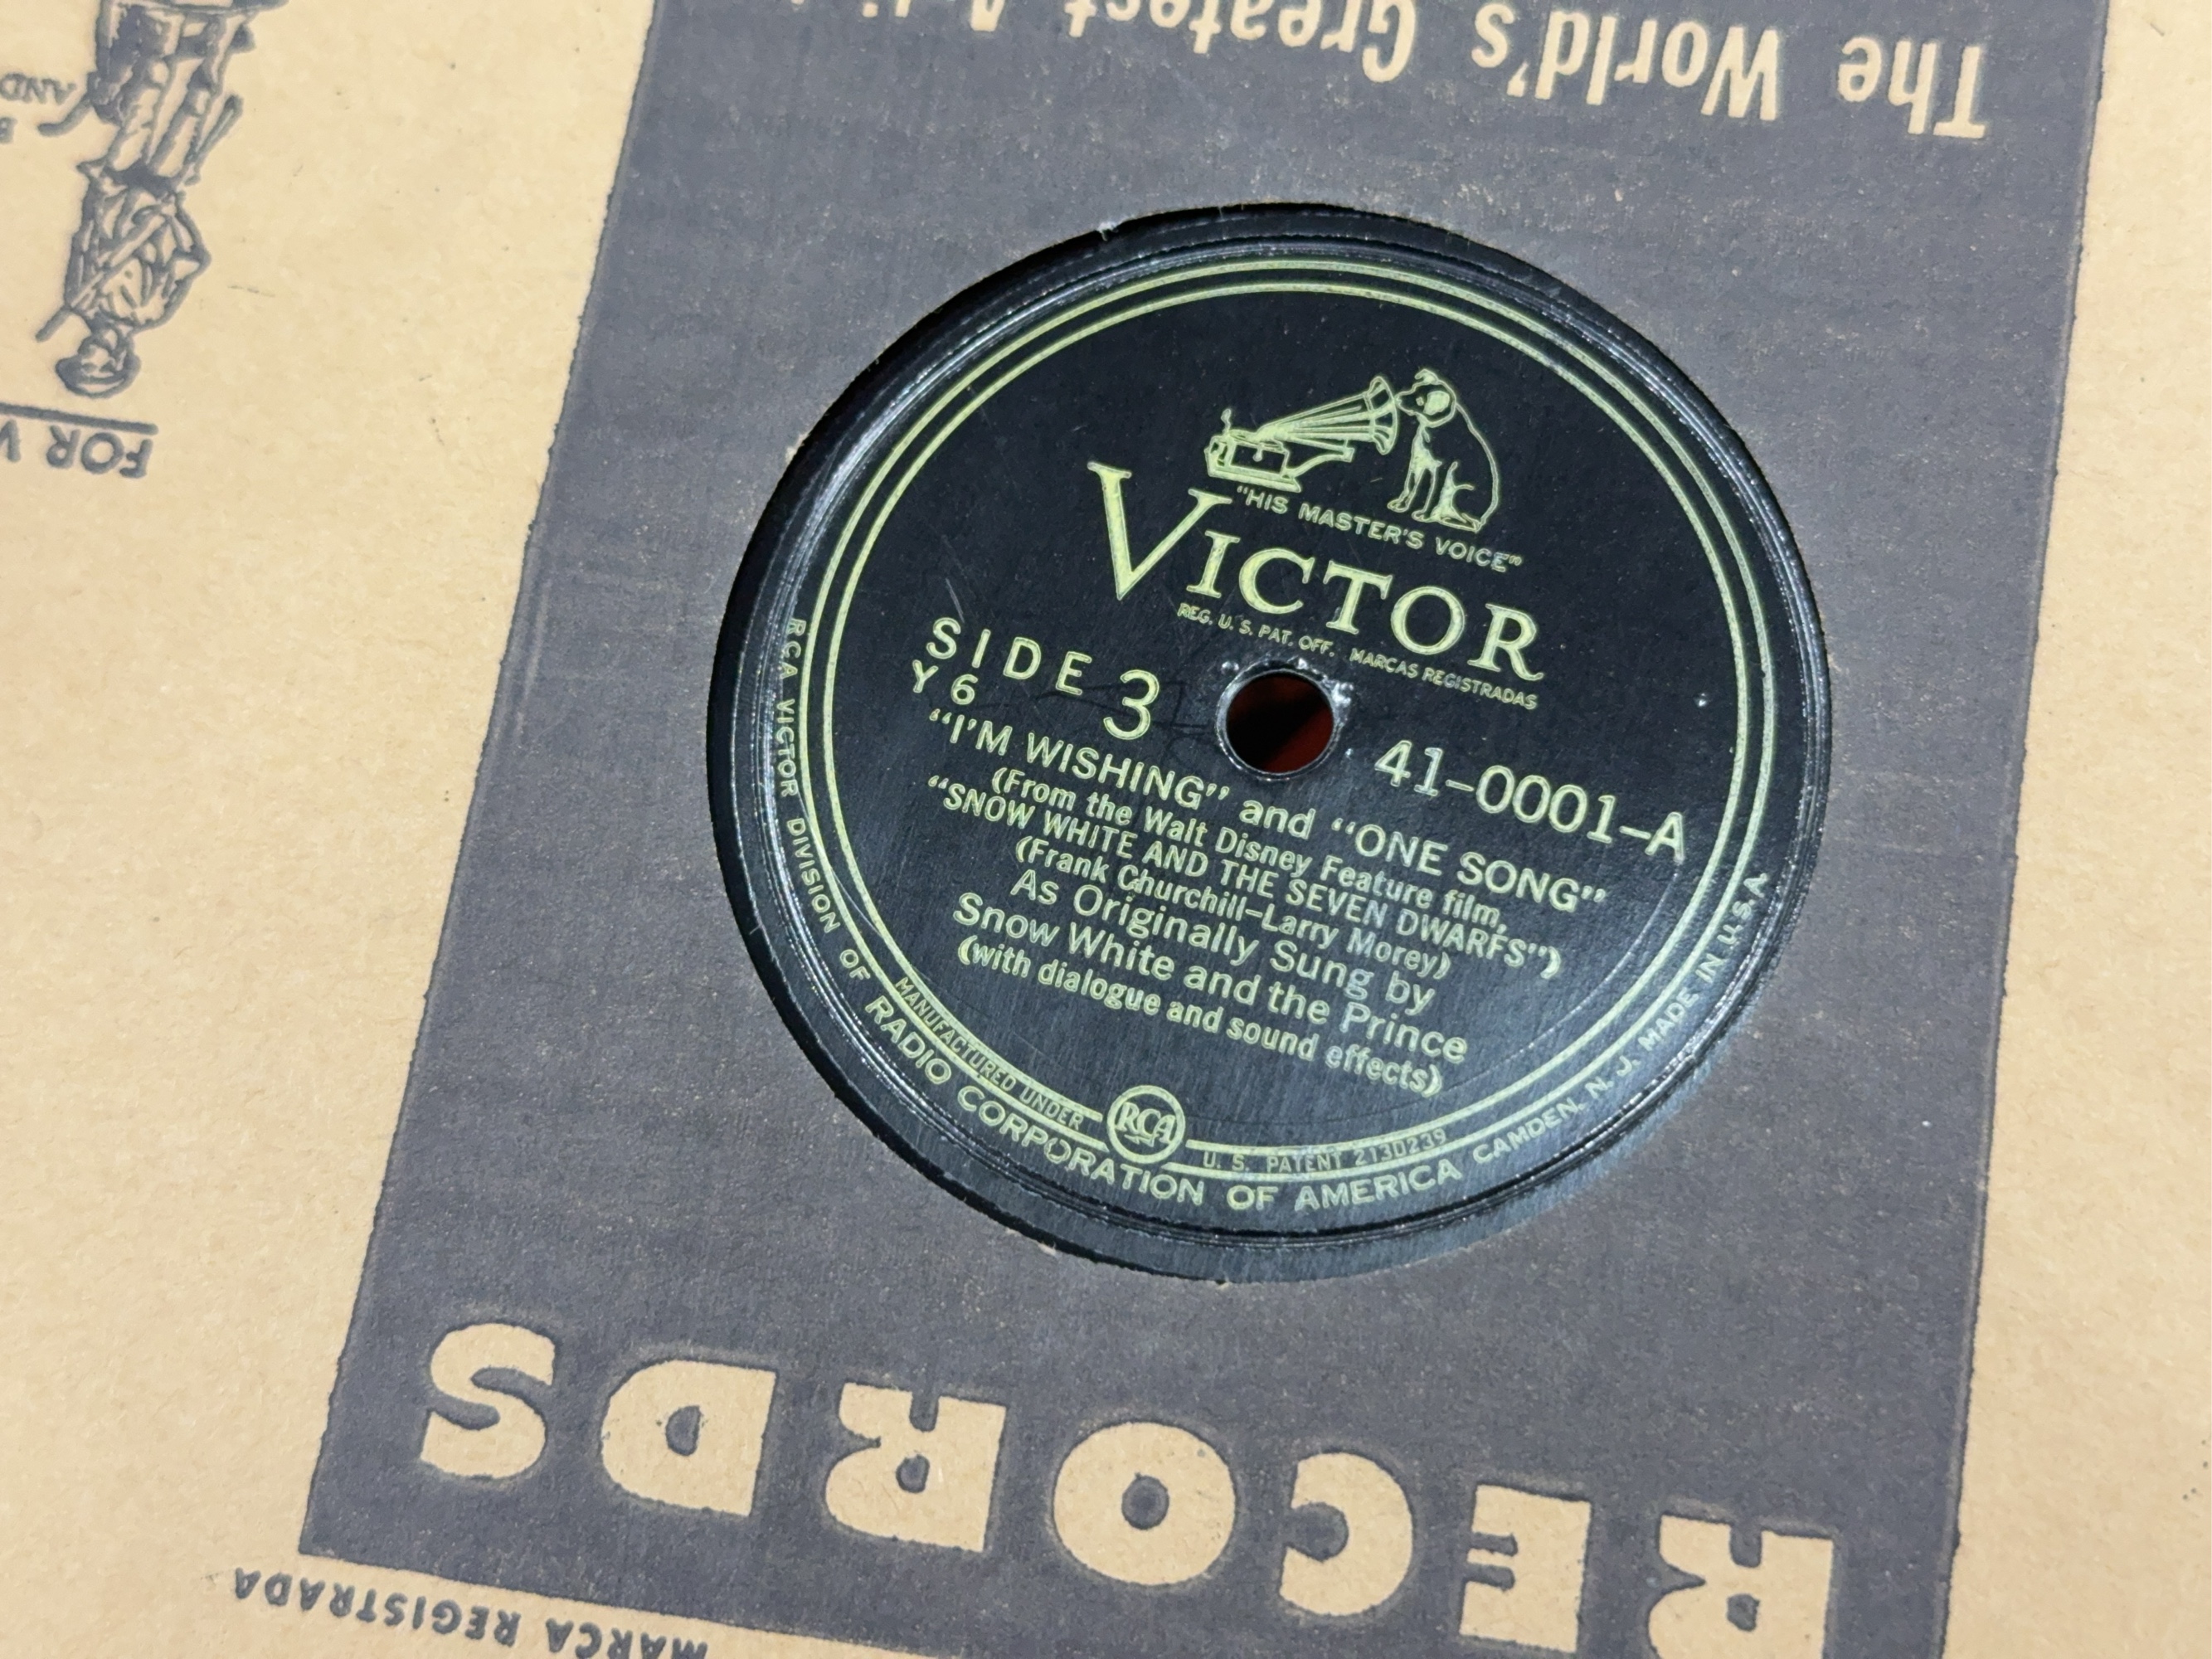 The World's Greatest
"HIS MASTER'S VOICE"
VICTOR
REG. U. S. PAT. OFF. MARCAS REGISTRADAS
SIDE 3
Y 6
41-0001-A
"I'M WISHING" and "ONE SONG"
(From the Walt Disney Feature film,
"SNOW WHITE AND THE SEVEN DWARFS")
(Frank Churchill-Larry Morey)
As Originally Sung by
Snow White and the Prince
(with dialogue and sound effects)
MANUFACTURED UNDER RCA U. S. PATENT 2130239
RCA VICTOR DIVISION OF RADIO CORPORATION OF AMERICA CAMDEN, N. J. MADE IN U.S.A.
RECORDS
MARCA REGISTRADA
FOR
AND